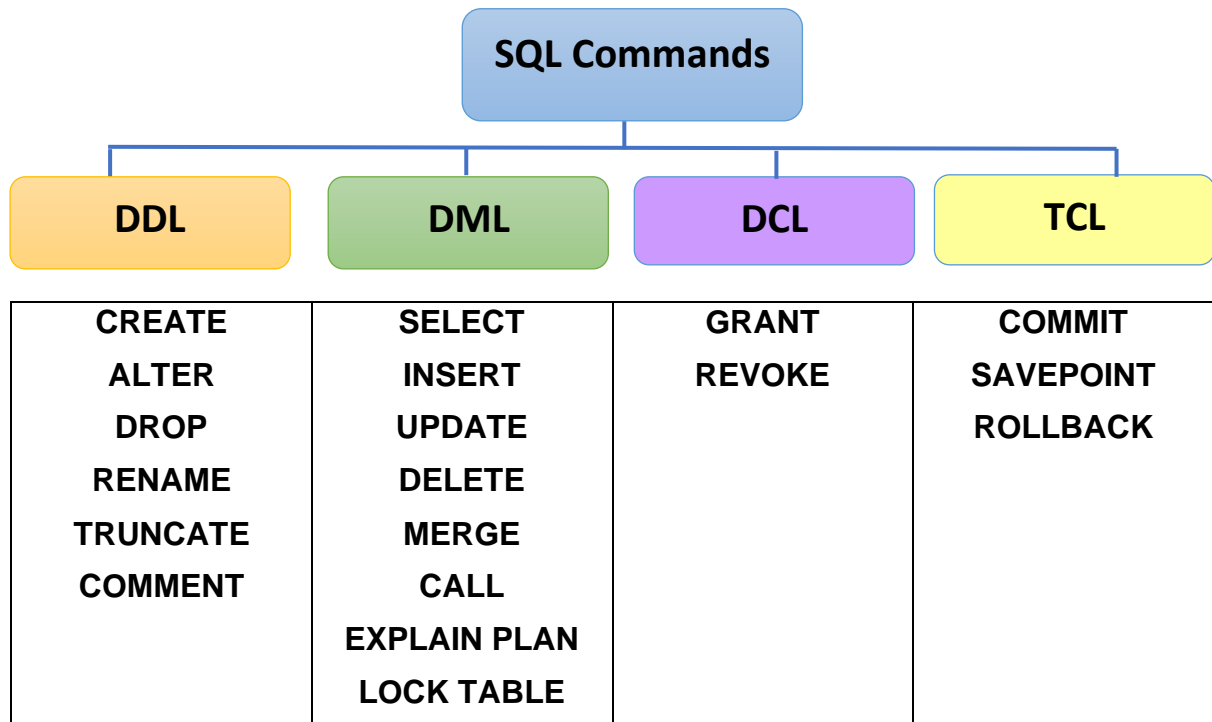 SQL Commands
DDL
DML
DCL
TCL
CREATE
ALTER
DROP
RENAME
TRUNCATE
COMMENT
SELECT
INSERT
UPDATE
DELETE
MERGE
CALL
EXPLAIN PLAN
LOCK TABLE
GRANT
REVOKE
COMMIT
SAVEPOINT
ROLLBACK